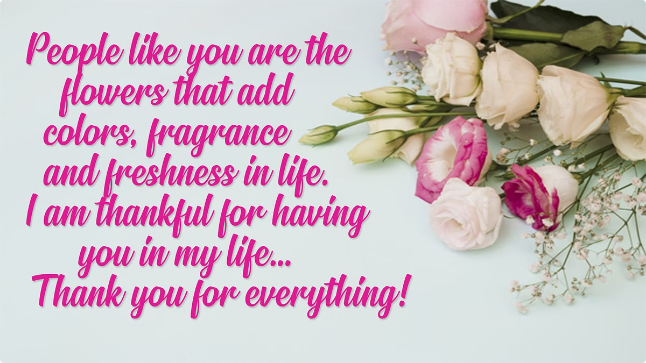 People like you are the
flowers that add
colors, fragrance
and freshness in life.
I am thankful for having
you in my life...
Thank you for everything!